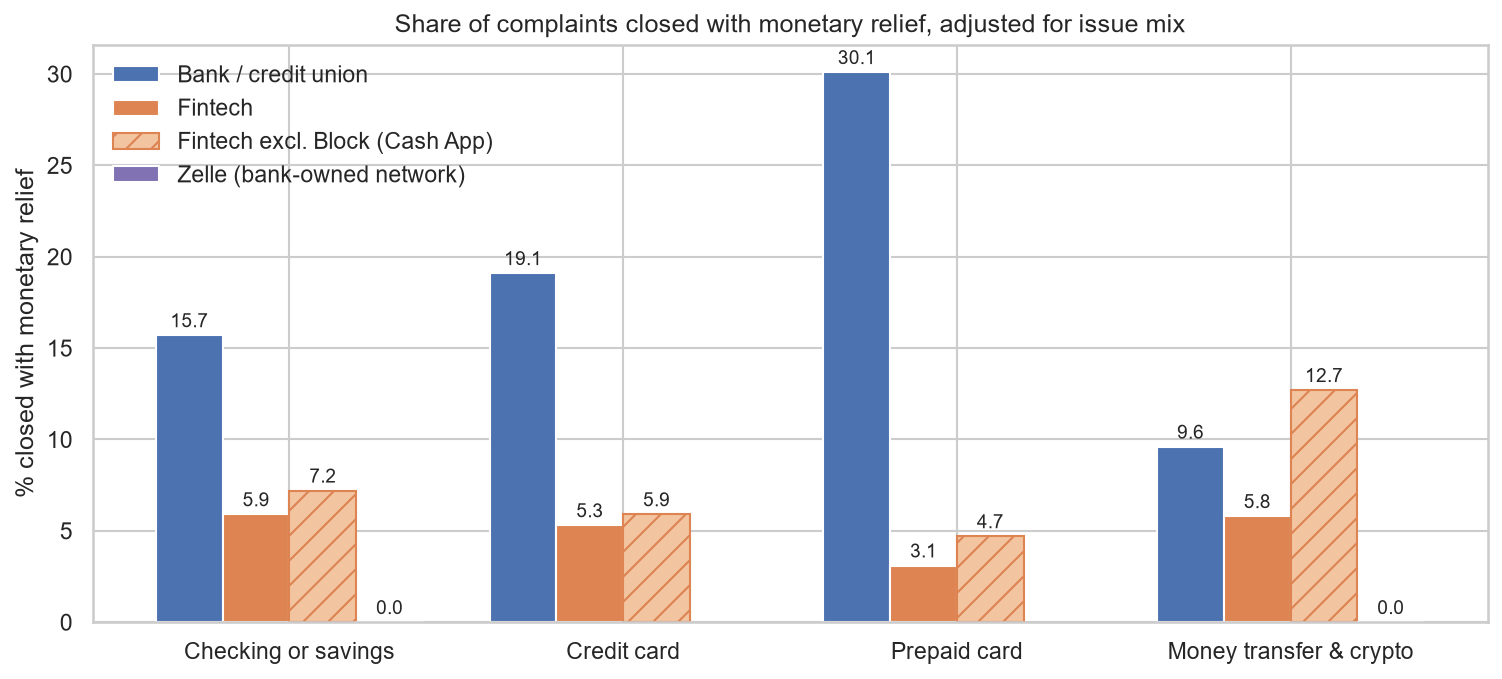 Share of complaints closed with monetary relief, adjusted for issue mix
% closed with monetary relief
30
25
20
15
10
5
0
Bank / credit union
Fintech
Fintech excl. Block (Cash App)
Zelle (bank-owned network)
15.7
5.9
7.2
0.0
19.1
5.3
5.9
30.1
3.1
4.7
9.6
5.8
12.7
0.0
Checking or savings
Credit card
Prepaid card
Money transfer & crypto